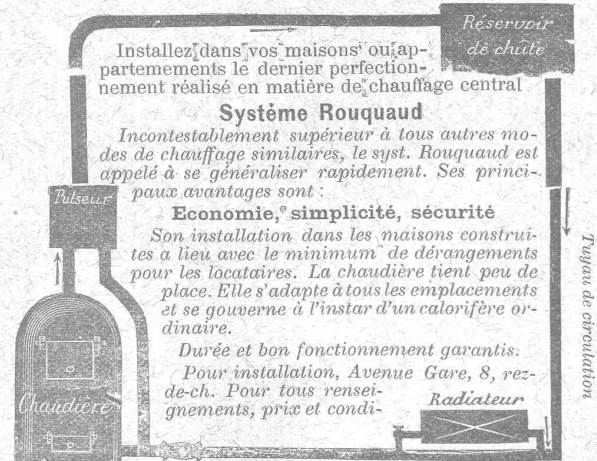 Réservoir
de chûte
Installez dans vos maisons ou ap-
partemements le dernier perfection-
nement réalisé en matière de chauffage central
Système Rouquaud
Incontestablement supérieur à tous autres mo-
des de chauffage similaires, le syst. Rouquaud est
appelé à se généraliser rapidement. Ses princi-
paux avantages sont :
Economie, simplicité, sécurité
Son installation dans les maisons construi-
tes a lieu avec le minimum de dérangements
pour les locataires. La chaudière tient peu de
place. Elle s'adapte à tous les emplacements
et se gouverne à l'instar d'un calorifère or-
dinaire.
Durée et bon fonctionnement garantis.
Pour installation, Avenue Gare, 8, rez-
de-ch. Pour tous rensei-
gnements, prix et condi-
Pulseur
Chaudière
Radiateur
Tuyau de circulation